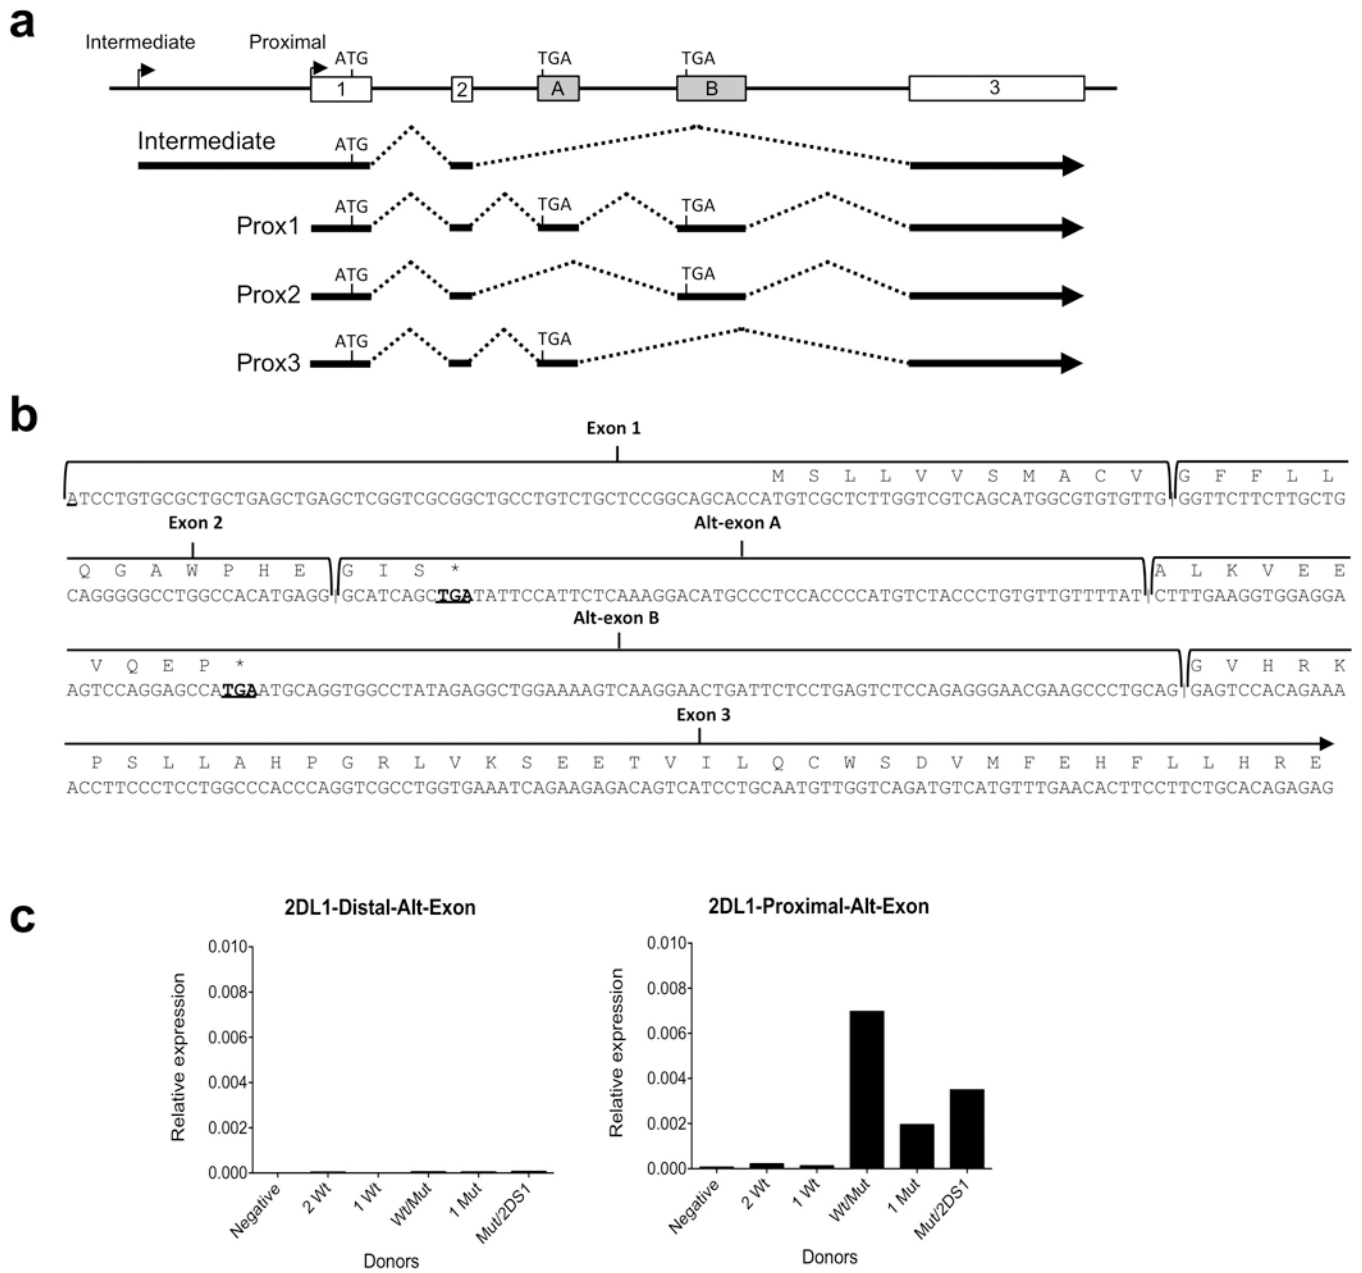 a
Intermediate
Proximal
ATG
TGA
TGA
1
2
A
B
3
Intermediate
ATG
Prox1
ATG
TGA
TGA
Prox2
ATG
TGA
Prox3
ATG
TGA
b
Exon 1
M S L L V V S M A C V G F F L L
ATCCTGTGCGCTGCTGAGCTGAGCTCGGTCGCGGCTGCCTGTCTGCTCCGGCAGCACCATGTCGCTCTTGGTCGTCAGCATGGCGTGTGTTG GGTTCTTCTTGCTG
Exon 2
Alt-exon A
Q G A W P H E G I S * A L K V E E
CAGGGGGCCTGGCCACATGAGG GCATCAGCTGATATTCCATTCTCAAAGGACATGCCCTCCACCCCATGTCTACCCTGTGTTGTTTTAT CTTTGAAGGTGGAGGA
Alt-exon B
V Q E P * G V H R K
AGTCCAGGAGCCATGAATGCAGGTGGCCTATAGAGGCTGGAAAAGTCAAGGAACTGATTCTCCTGAGTCTCCAGAGGGAACGAAGCCCTGCAG GAGTCCACAGAAA
Exon 3
P S L L A H P G R L V K S E E T V I L Q C W S D V M F E H F L L H R E
ACCTTCCCTCCTGGCCCACCCAGGTCGCCTGGTGAAATCAGAAGAGACAGTCATCCTGCAATGTTGGTCAGATGTCATGTTTGAACACTTCCTTCTGCACAGAGAG
c
2DL1-Distal-Alt-Exon
Relative expression
0.010
0.008
0.006
0.004
0.002
0.000
Negative
2 Wt
1 Wt
Wt/Mut
1 Mut
Mut/2DS1
Donors
2DL1-Proximal-Alt-Exon
Relative expression
0.010
0.008
0.006
0.004
0.002
0.000
Negative
2 Wt
1 Wt
Wt/Mut
1 Mut
Mut/2DS1
Donors